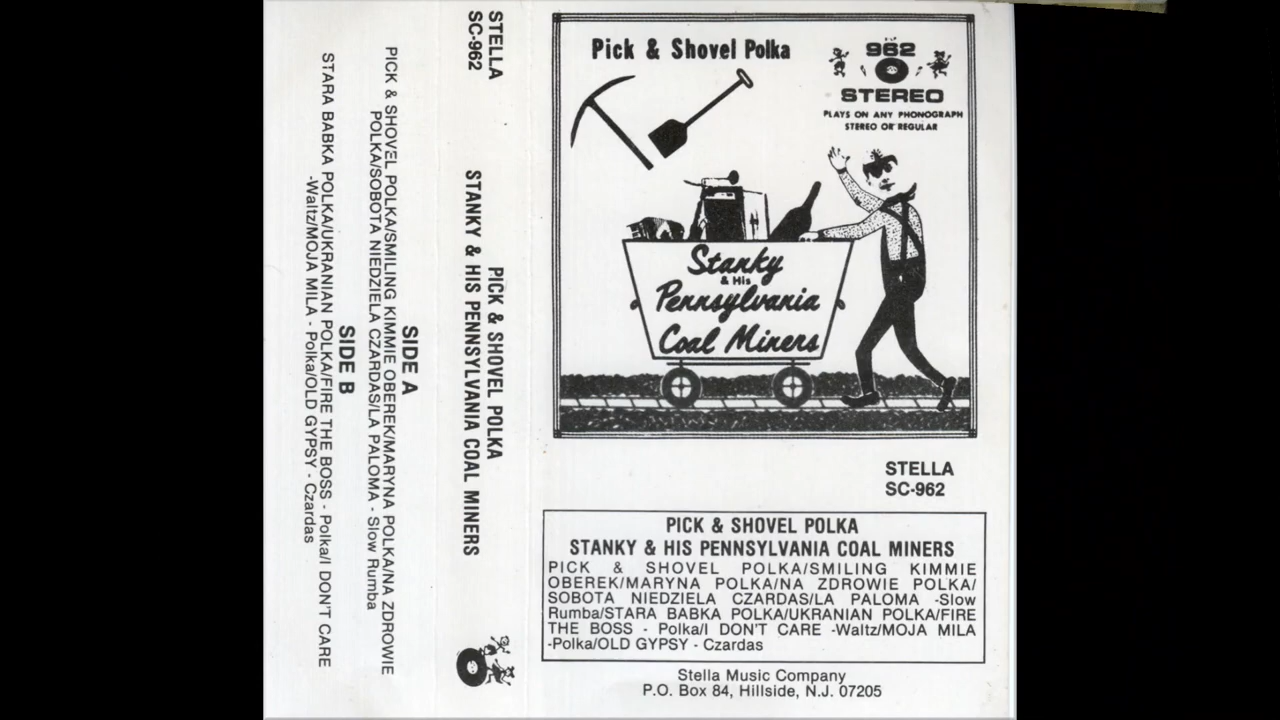 STELLA
SC-962
PICK & SHOVEL POLKA
STANKY & HIS PENNSYLVANIA COAL MINERS
SIDE A
PICK & SHOVEL POLKA/SMILING KIMMIE OBEREK/MARYNA POLKA/NA ZDROWIE
POLKA/SOBOTA NIEDZIELA CZARDAS/LA PALOMA - Slow Rumba
SIDE B
STARA BABKA POLKA/UKRANIAN POLKA/FIRE THE BOSS - Polka/I DON'T CARE
-Waltz/MOJA MILA - Polka/OLD GYPSY - Czardas
Pick & Shovel Polka
962
STEREO
PLAYS ON ANY PHONOGRAPH
STEREO OR REGULAR
Stanky
& His
Pennsylvania
Coal Miners
STELLA
SC-962
PICK & SHOVEL POLKA
STANKY & HIS PENNSYLVANIA COAL MINERS
PICK & SHOVEL POLKA/SMILING KIMMIE
OBEREK/MARYNA POLKA/NA ZDROWIE POLKA/
SOBOTA NIEDZIELA CZARDAS/LA PALOMA -Slow
Rumba/STARA BABKA POLKA/UKRANIAN POLKA/FIRE
THE BOSS - Polka/I DON'T CARE -Waltz/MOJA MILA
-Polka/OLD GYPSY - Czardas
Stella Music Company
P.O. Box 84, Hillside, N.J. 07205